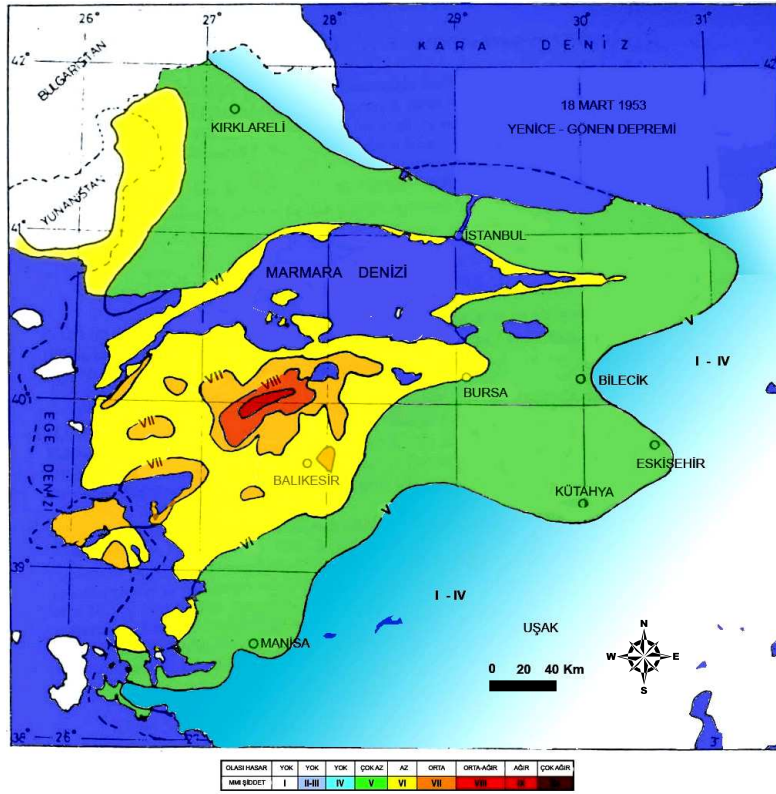 26° 27° 28° 29° 30° 31°
KARA DENİZ
42° 42
BULGARİSTAN
18 MART 1953
YENİCE - GÖNEN DEPREMİ
KIRKLARELİ
YUNANİSTAN
41°
İSTANBUL
VI
MARMARA DENİZİ
V
I - IV
VII
VIII
BİLECİK
BURSA
40° 40
VII
EGE DENİZİ
VII
ESKİŞEHİR
BALIKESİR
KÜTAHYA
V
VI
39° 39
I - IV
UŞAK
N
W E
S
MANİSA
0 20 40 Km
38° 26° 27
OLASI HASAR YOK YOK YOK ÇOK AZ AZ ORTA ORTA-AĞIR AĞIR ÇOK AĞIR
MMI ŞİDDET I II-III IV V VI VII VIII IX